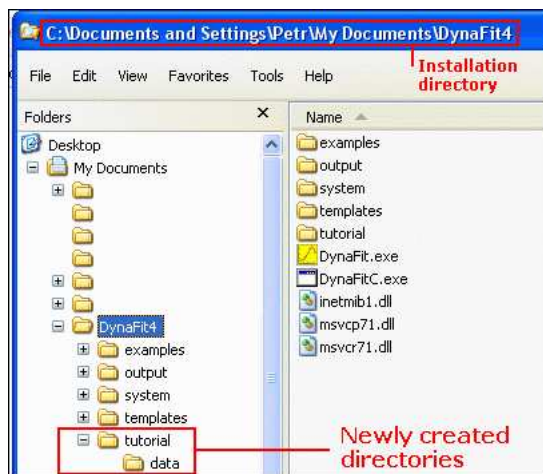 C:\Documents and Settings\Petr\My Documents\DynaFit4
File Edit View Favorites Tools Help
Installation
directory
Folders
Name
Desktop
My Documents
DynaFit4
examples
output
system
templates
tutorial
data
examples
output
system
templates
tutorial
DynaFit.exe
DynaFitC.exe
inetmib1.dll
msvcp71.dll
msvcr71.dll
Newly created
directories